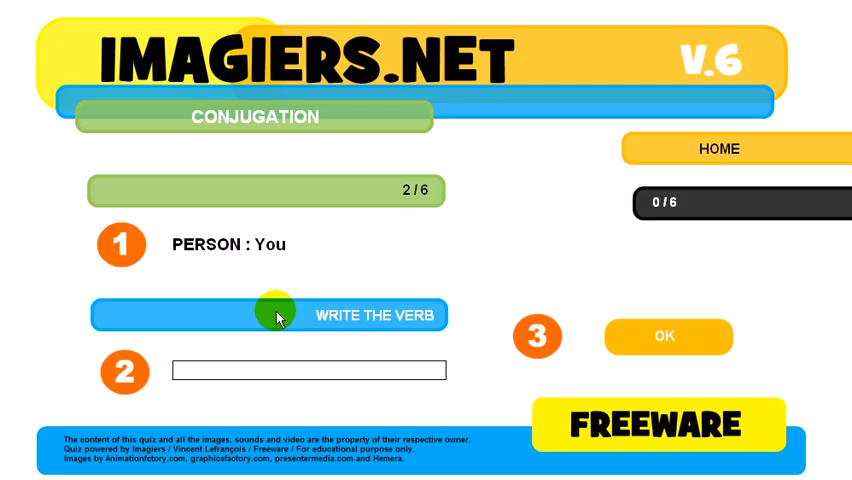 IMAGIERS.NET
V.6
CONJUGATION
HOME
2 / 6
0 / 6
1
PERSON : You
WRITE THE VERB
3
OK
2
FREEWARE
The content of this quiz and all the images, sounds and video are the property of their respective owner.
Quiz powered by Imagiers / Vincent Lefrançois / Freeware / For educational purpose only.
Images by Animationfctory.com, graphicsfactory.com, presentermedia.com and Hemera.